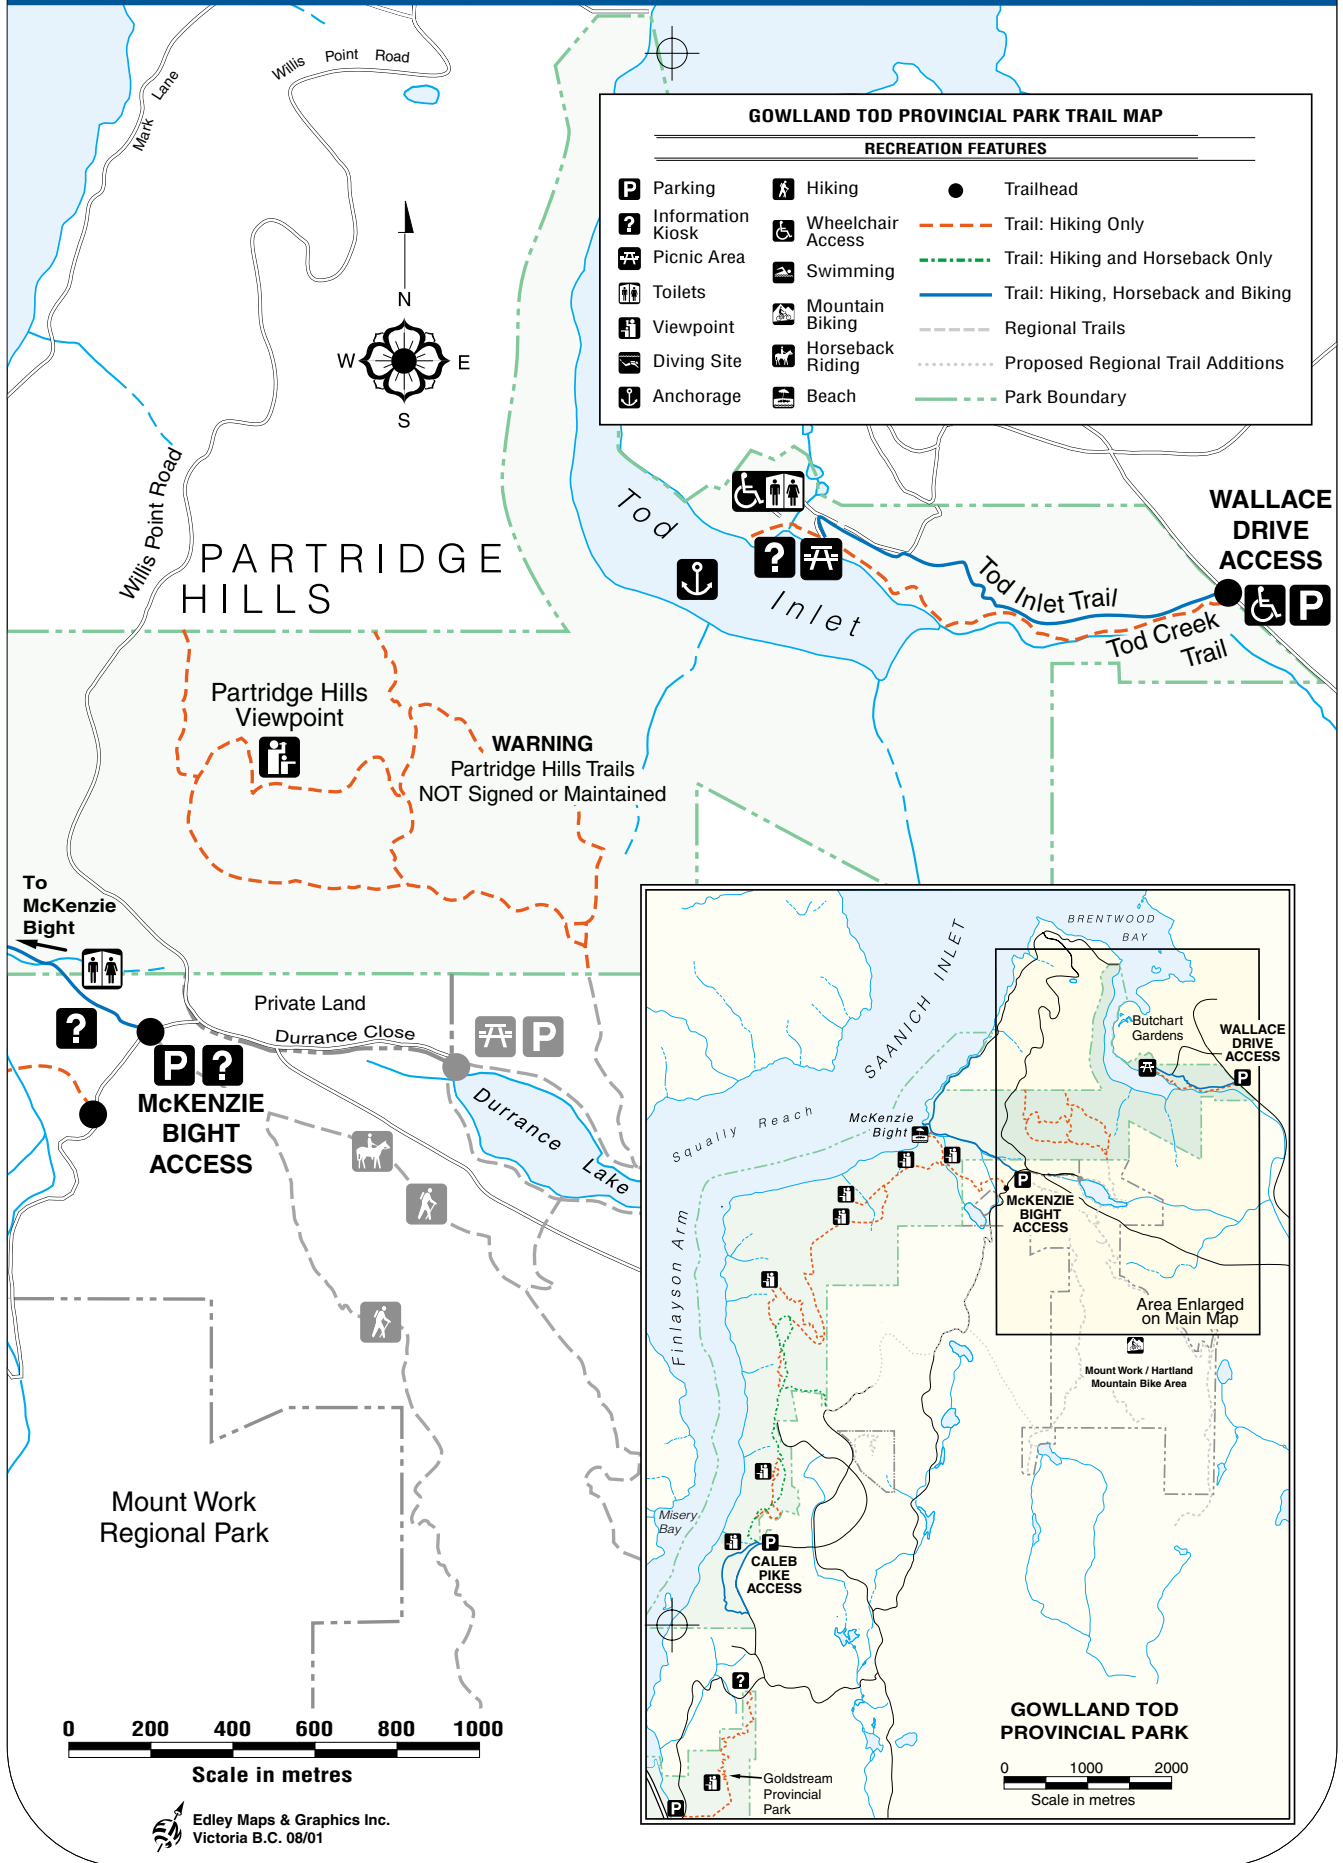 GOWLLAND TOD PROVINCIAL PARK TRAIL MAP
RECREATION FEATURES
P Parking
? Information
Kiosk
Picnic Area
Toilets
Viewpoint
Diving Site
Anchorage
Hiking
Wheelchair
Access
Swimming
Mountain
Biking
Horseback
Riding
Beach
Trailhead
Trail: Hiking Only
Trail: Hiking and Horseback Only
Trail: Hiking, Horseback and Biking
Regional Trails
Proposed Regional Trail Additions
Park Boundary
Mark Lane
Willis Point Road
N
W E
S
Willis Point Road
PARTRIDGE
HILLS
Tod
Inlet
?
Tod Inlet Trail
Tod Creek
Trail
WALLACE
DRIVE
ACCESS
P
Partridge Hills
Viewpoint
WARNING
Partridge Hills Trails
NOT Signed or Maintained
To
McKenzie
Bight
?
Private Land
Durrance Close
P
P ?
McKENZIE
BIGHT
ACCESS
Durrance
Lake
Mount Work
Regional Park
0 200 400 600 800 1000
Scale in metres
Edley Maps & Graphics Inc.
Victoria B.C. 08/01
BRENTWOOD
BAY
SAANICH INLET
Butchart
Gardens
WALLACE
DRIVE
ACCESS
P
Squally Reach
McKenzie
Bight
P
McKENZIE
BIGHT
ACCESS
Finlayson Arm
Area Enlarged
on Main Map
Mount Work / Hartland
Mountain Bike Area
Misery
Bay
P
CALEB
PIKE
ACCESS
?
Goldstream
Provincial
Park
P
GOWLLAND TOD
PROVINCIAL PARK
0 1000 2000
Scale in metres